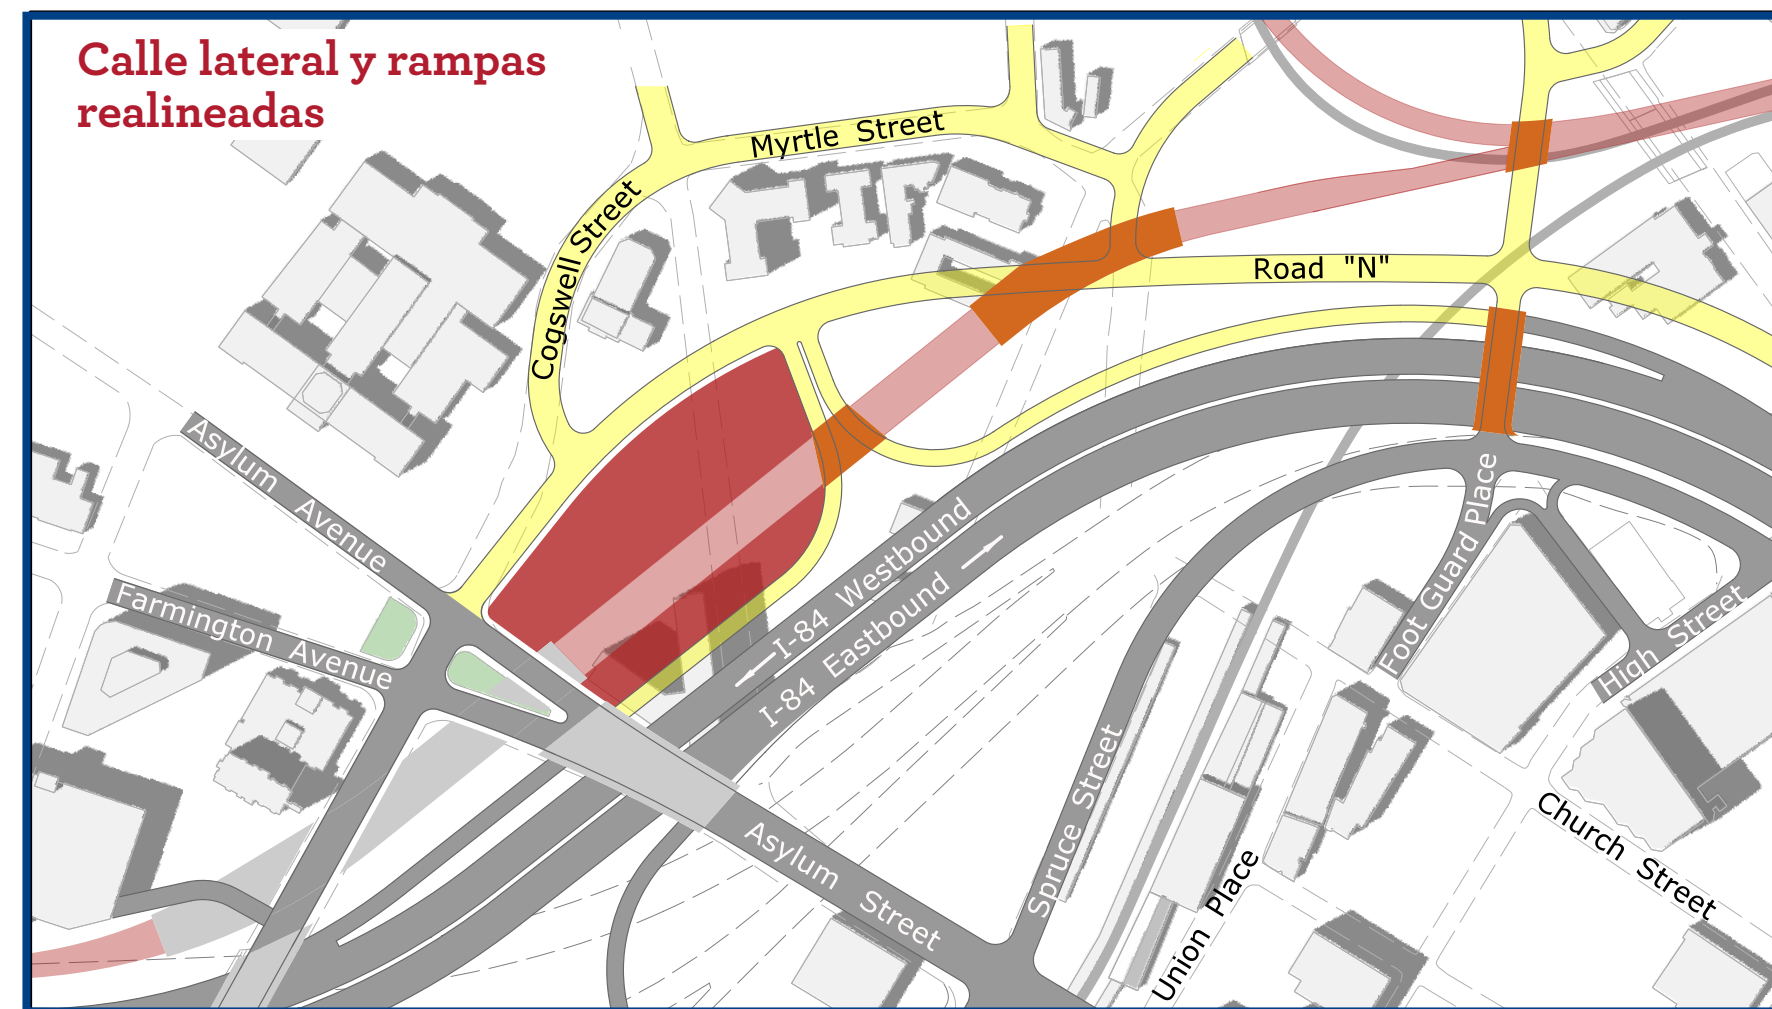 Calle lateral y rampas
realineadas
Myrtle Street
Cogswell Street
Road "N"
Asylum Avenue
Farmington Avenue
I-84 Westbound
I-84 Eastbound
Foot Guard Place
High Street
Spruce Street
Asylum Street
Union Place
Church Street